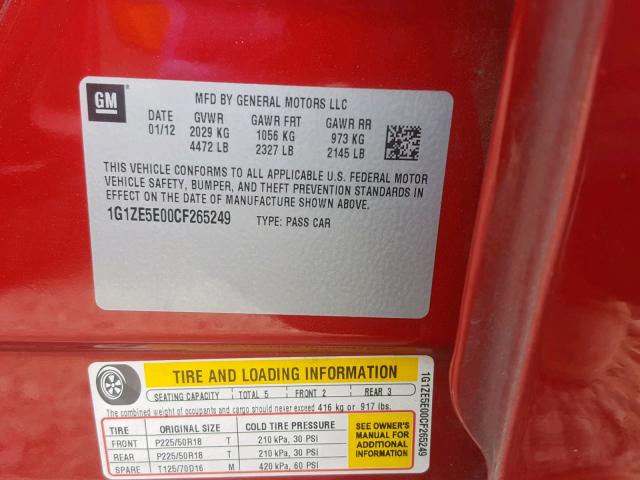 GM
MFD BY GENERAL MOTORS LLC
DATE GVWR GAWR FRT GAWR RR
01/12 2029 KG 1056 KG 973 KG
4472 LB 2327 LB 2145 LB
THIS VEHICLE CONFORMS TO ALL APPLICABLE U.S. FEDERAL MOTOR
VEHICLE SAFETY, BUMPER, AND THEFT PREVENTION STANDARDS IN
EFFECT ON THE DATE OF MANUFACTURE SHOWN ABOVE.
1G1ZE5E00CF265249 TYPE: PASS CAR
TIRE AND LOADING INFORMATION
SEATING CAPACITY TOTAL 5 FRONT 2 REAR 3
The combined weight of occupants and cargo should never exceed 416 kg or 917 lbs.
TIRE ORIGINAL SIZE COLD TIRE PRESSURE
FRONT P225/50R18 T 210 kPa, 30 PSI
REAR P225/50R18 T 210 kPa, 30 PSI
SPARE T125/70D16 M 420 kPa, 60 PSI
SEE OWNER'S
MANUAL FOR
ADDITIONAL
INFORMATION
1G1ZE5E00CF265249